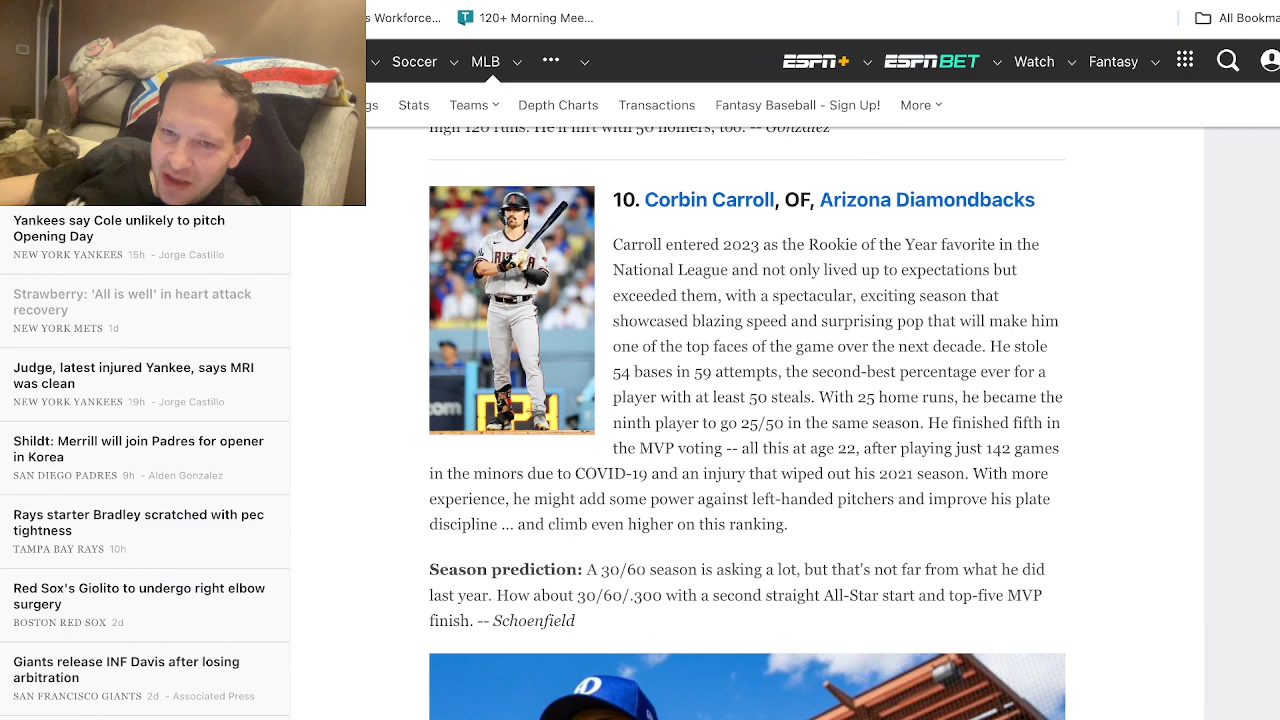 s Workforce...
120+ Morning Mee...
All Bookma
Soccer
MLB
ESPN+
ESPN BET
Watch
Fantasy
gs
Stats
Teams
Depth Charts
Transactions
Fantasy Baseball - Sign Up!
More
high 120 runs. He'll flirt with 50 homers, too. -- Gonzalez
10. Corbin Carroll, OF, Arizona Diamondbacks
Carroll entered 2023 as the Rookie of the Year favorite in the
National League and not only lived up to expectations but
exceeded them, with a spectacular, exciting season that
showcased blazing speed and surprising pop that will make him
one of the top faces of the game over the next decade. He stole
54 bases in 59 attempts, the second-best percentage ever for a
player with at least 50 steals. With 25 home runs, he became the
ninth player to go 25/50 in the same season. He finished fifth in
the MVP voting -- all this at age 22, after playing just 142 games
in the minors due to COVID-19 and an injury that wiped out his 2021 season. With more
experience, he might add some power against left-handed pitchers and improve his plate
discipline ... and climb even higher on this ranking.
Season prediction: A 30/60 season is asking a lot, but that's not far from what he did
last year. How about 30/60/.300 with a second straight All-Star start and top-five MVP
finish. -- Schoenfield
Yankees say Cole unlikely to pitch
Opening Day
NEW YORK YANKEES 15h - Jorge Castillo
Strawberry: 'All is well' in heart attack
recovery
NEW YORK METS 1d
Judge, latest injured Yankee, says MRI
was clean
NEW YORK YANKEES 19h - Jorge Castillo
Shildt: Merrill will join Padres for opener
in Korea
SAN DIEGO PADRES 9h - Alden Gonzalez
Rays starter Bradley scratched with pec
tightness
TAMPA BAY RAYS 10h
Red Sox's Giolito to undergo right elbow
surgery
BOSTON RED SOX 2d
Giants release INF Davis after losing
arbitration
SAN FRANCISCO GIANTS 2d - Associated Press